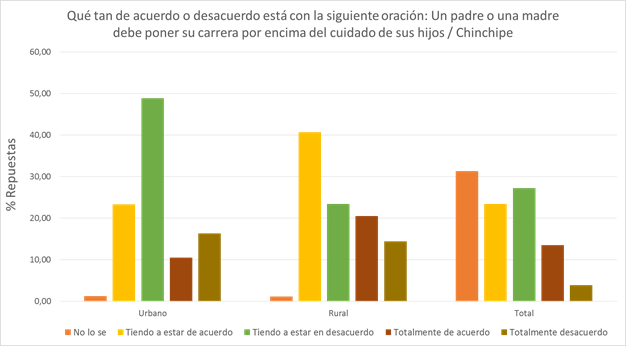 Qué tan de acuerdo o desacuerdo está con la siguiente oración: Un padre o una madre
debe poner su carrera por encima del cuidado de sus hijos / Chinchipe
% Repuestas
60,00
50,00
40,00
30,00
20,00
10,00
0,00
Urbano Rural Total
No lo se Tiendo a estar de acuerdo Tiendo a estar en desacuerdo Totalmente de acuerdo Totalmente desacuerdo